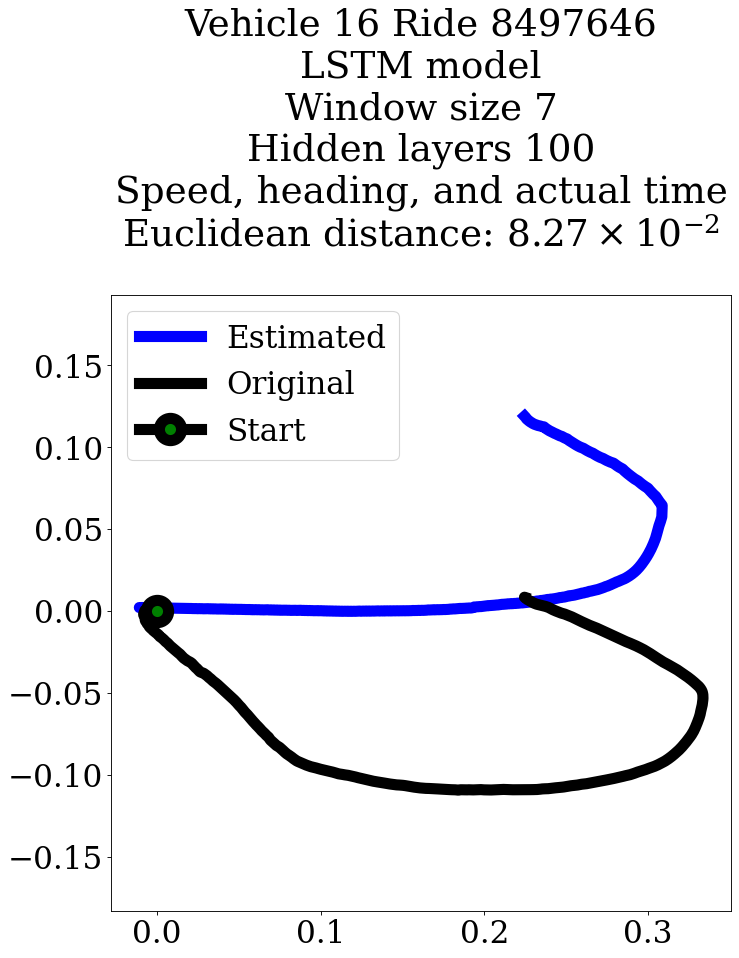 Vehicle 16 Ride 8497646
LSTM model
Window size 7
Hidden layers 100
Speed, heading, and actual time
Euclidean distance: 8.27 × 10⁻²
Estimated
Original
Start
0.15
0.10
0.05
0.00
−0.05
−0.10
−0.15
0.0 0.1 0.2 0.3